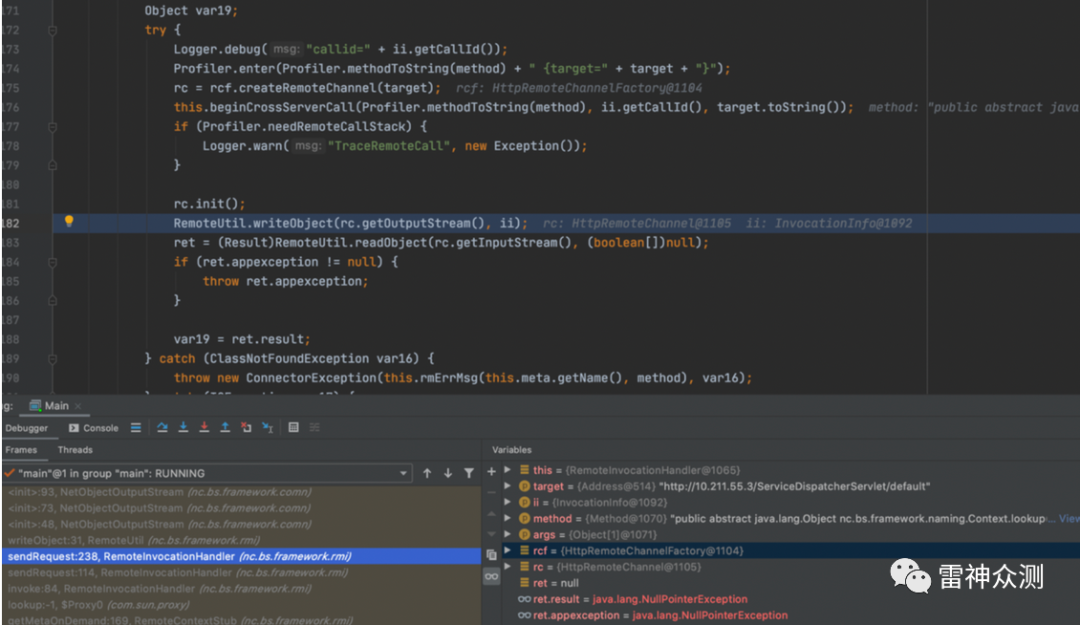 171 Object var19;
172 try {
173 Logger.debug( msg: "callid=" + ii.getCallId());
174 Profiler.enter(Profiler.methodToString(method) + " {target=" + target + "}");
175 rc = rcf.createRemoteChannel(target); rcf: HttpRemoteChannelFactory@1104
176 this.beginCrossServerCall(Profiler.methodToString(method), ii.getCallId(), target.toString()); method: "public abstract java
177 if (Profiler.needRemoteCallStack) {
178 Logger.warn( msg: "TraceRemoteCall", new Exception());
179 }
180
181 rc.init();
182 RemoteUtil.writeObject(rc.getOutputStream(), ii); rc: HttpRemoteChannel@1105 ii: InvocationInfo@1092
183 ret = (Result)RemoteUtil.readObject(rc.getInputStream(), (boolean[])null);
184 if (ret.appexception != null) {
185 throw ret.appexception;
186 }
187
188 var19 = ret.result;
189 } catch (ClassNotFoundException var16) {
190 throw new ConnectorException(this.rmErrMsg(this.meta.getName(), method), var16);
ng: Main ×
Debugger Console
Frames Threads Variables
"main"@1 in group "main": RUNNING
<init>:93, NetObjectOutputStream (nc.bs.framework.comn)
<init>:73, NetObjectOutputStream (nc.bs.framework.comn)
<init>:48, NetObjectOutputStream (nc.bs.framework.comn)
writeObject:31, RemoteUtil (nc.bs.framework.rmi)
sendRequest:238, RemoteInvocationHandler (nc.bs.framework.rmi)
sendRequest:114, RemoteInvocationHandler (nc.bs.framework.rmi)
invoke:84, RemoteInvocationHandler (nc.bs.framework.rmi)
lookup:-1, $Proxy0 (com.sun.proxy)
getMetaOnDemand:169, RemoteContextStub (nc.bs.framework.rmi)
this = {RemoteInvocationHandler@1065}
target = {Address@514} "http://10.211.55.3/ServiceDispatcherServlet/default"
ii = {InvocationInfo@1092}
method = {Method@1070} "public abstract java.lang.Object nc.bs.framework.naming.Context.lookup... View
args = {Object[1]@1071}
rcf = {HttpRemoteChannelFactory@1104}
rc = {HttpRemoteChannel@1105}
ret = null
ret.result = java.lang.NullPointerException
ret.appexception = java.lang.NullPointerException
雷神众测